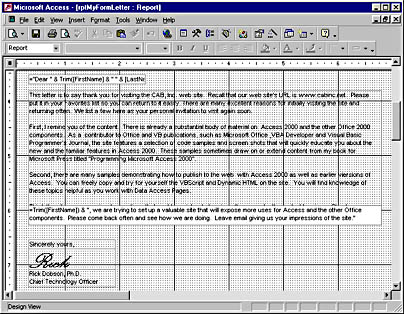 Microsoft Access - [rptMyFormLetter : Report]
File Edit View Insert Format Tools Window Help
Report
="Dear " & Trim([FirstName] & " " & [LastNa
This letter is to say thank you for visiting the CAB, Inc. web site. Recall that our web site's URL is www.cabinc.net. Please
put it in your favorites list so you can return to it easily. There are many excellent reasons for initially visiting the site and
returning often. We list a few here as your personal invitation to visit again soon.
First, I remind you of the content. There is already a substantial body of material on Access 2000 and the other Office 2000
components. As a contributor to Office and VB publications, such as Microsoft Office ,VBA Developer and Visual Basic
Programmer's Journal, the site features a selection of code samples and screen shots that will quickly educate you about the
new and the familiar features in Access 2000. These samples sometimes draw on or extend content from my book for
Microsoft Press titled "Programming Microsoft Access 2000".
Second, there are many samples demonstrating how to publish to the web with Access 2000 as well as earlier versions of
Access. You can freely copy and try for yourself the VBScript and Dynamic HTML on the site. You will find knowledge of
these topics helpful as you work with Data Access Pages.
=Trim([FirstName]) & ", we are trying to set up a valuable site that will expose more uses for Access and the other Office
components. Please come back often and see how we are doing. Leave email giving us your impressions of the site."
Sincerely yours,
Rick
Rick Dobson, Ph.D.
Chief Technology Officer
Design View